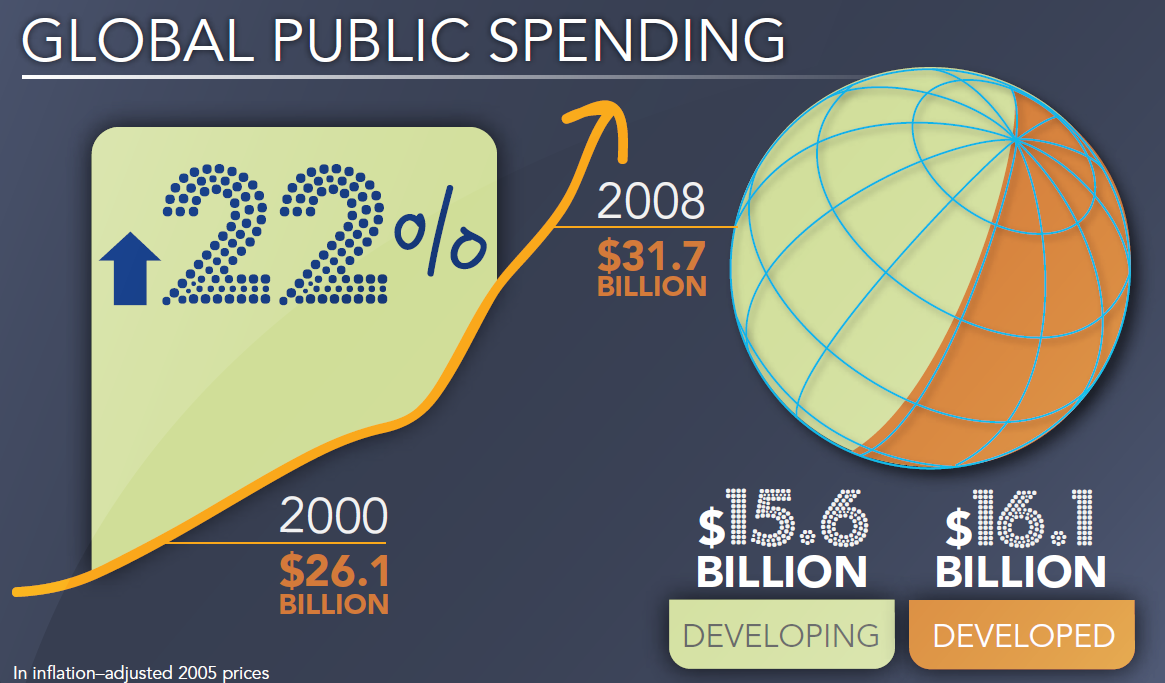 GLOBAL PUBLIC SPENDING
22%
2008
$31.7
BILLION
2000
$26.1
BILLION
$15.6
BILLION
DEVELOPING
$16.1
BILLION
DEVELOPED
In inflation–adjusted 2005 prices